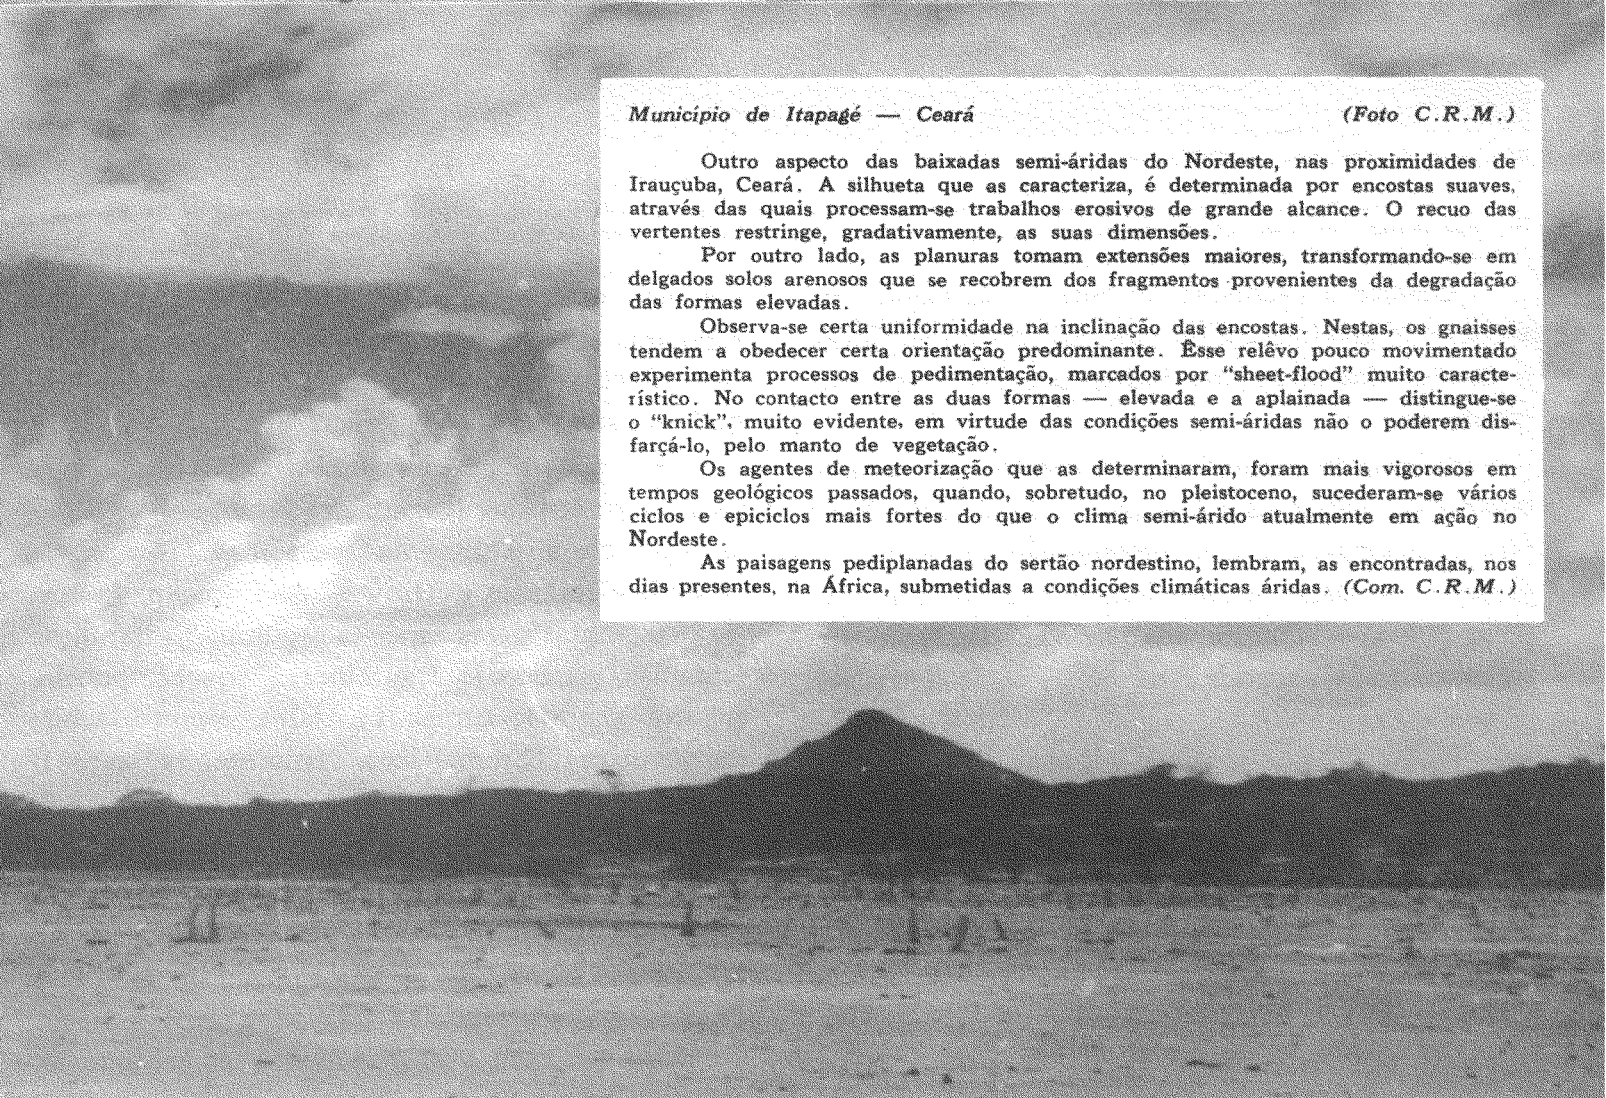 Município de Itapagé — Ceará (Foto C.R.M.)
Outro aspecto das baixadas semi-áridas do Nordeste, nas proximidades de
Irauçuba, Ceará. A silhueta que as caracteriza, é determinada por encostas suaves,
através das quais processam-se trabalhos erosivos de grande alcance. O recuo das
vertentes restringe, gradativamente, as suas dimensões.
Por outro lado, as planuras tomam extensões maiores, transformando-se em
delgados solos arenosos que se recobrem dos fragmentos provenientes da degradação
das formas elevadas.
Observa-se certa uniformidade na inclinação das encostas. Nestas, os gnaisses
tendem a obedecer certa orientação predominante. Êsse relêvo pouco movimentado
experimenta processos de pedimentação, marcados por “sheet-flood” muito caracte-
rístico. No contacto entre as duas formas — elevada e a aplainada — distingue-se
o “knick”, muito evidente, em virtude das condições semi-áridas não o poderem dis-
farçá-lo, pelo manto de vegetação.
Os agentes de meteorização que as determinaram, foram mais vigorosos em
tempos geológicos passados, quando, sobretudo, no pleistoceno, sucederam-se vários
ciclos e epiciclos mais fortes do que o clima semi-árido atualmente em ação no
Nordeste.
As paisagens pediplanadas do sertão nordestino, lembram, as encontradas, nos
dias presentes, na África, submetidas a condições climáticas áridas. (Com. C.R.M.)